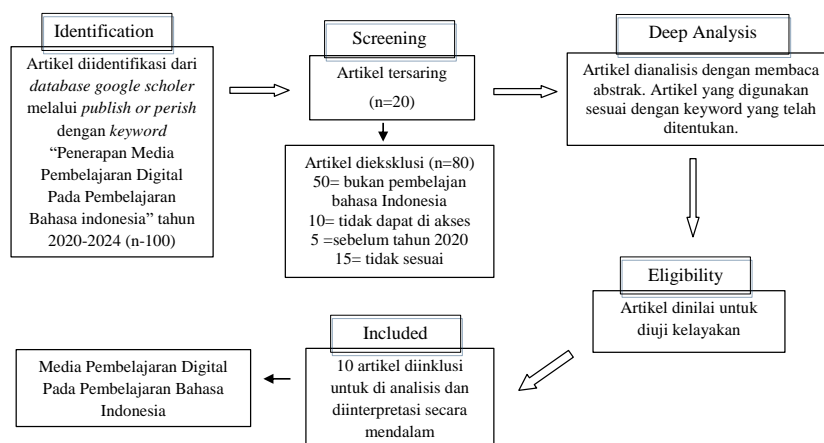 Identification
Artikel diidentifikasi dari
database google scholer
melalui publish or perish
dengan keyword
“Penerapan Media
Pembelajaran Digital
Pada Pembelajaran
Bahasa indonesia” tahun
2020-2024 (n-100)
Screening
Artikel tersaring
(n=20)
Artikel dieksklusi (n=80)
50= bukan pembelajan
bahasa Indonesia
10= tidak dapat di akses
5 =sebelum tahun 2020
15= tidak sesuai
Deep Analysis
Artikel dianalisis dengan membaca
abstrak. Artikel yang digunakan
sesuai dengan keyword yang telah
ditentukan.
Eligibility
Artikel dinilai untuk
diuji kelayakan
Included
10 artikel diinklusi
untuk di analisis dan
diinterpretasi secara
mendalam
Media Pembelajaran Digital
Pada Pembelajaran Bahasa
Indonesia